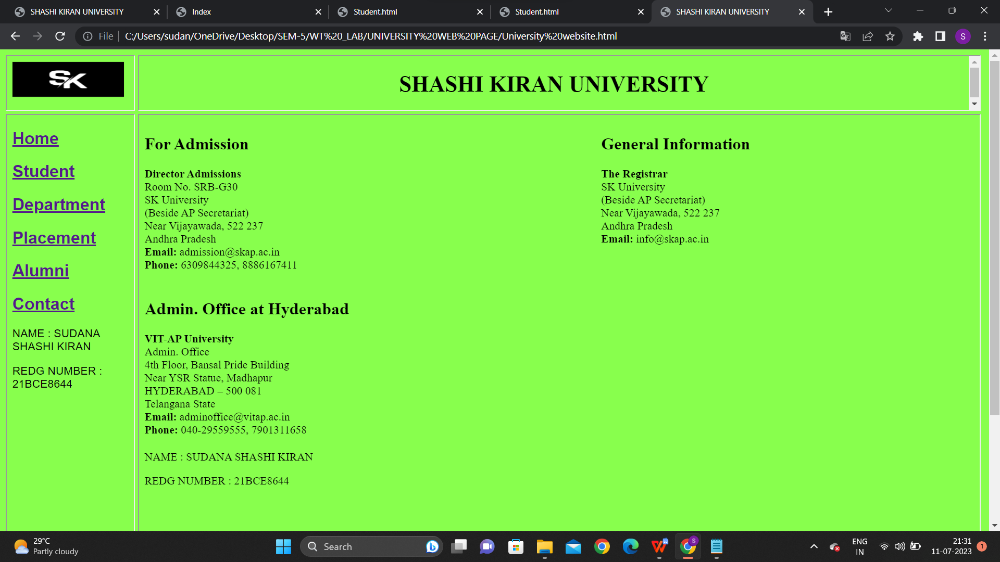 SHASHI KIRAN UNIVERSITY
Index
Student.html
Student.html
SHASHI KIRAN UNIVERSITY
File
C:/Users/sudan/OneDrive/Desktop/SEM-5/WT%20_LAB/UNIVERSITY%20WEB%20PAGE/University%20website.html
S
SK
SHASHI KIRAN UNIVERSITY
Home
Student
Department
Placement
Alumni
Contact
NAME : SUDANA
SHASHI KIRAN
REDG NUMBER :
21BCE8644
For Admission
Director Admissions
Room No. SRB-G30
SK University
(Beside AP Secretariat)
Near Vijayawada, 522 237
Andhra Pradesh
Email: admission@skap.ac.in
Phone: 6309844325, 8886167411
General Information
The Registrar
SK University
(Beside AP Secretariat)
Near Vijayawada, 522 237
Andhra Pradesh
Email: info@skap.ac.in
Admin. Office at Hyderabad
VIT-AP University
Admin. Office
4th Floor, Bansal Pride Building
Near YSR Statue, Madhapur
HYDERABAD – 500 081
Telangana State
Email: adminoffice@vitap.ac.in
Phone: 040-29559555, 7901311658
NAME : SUDANA SHASHI KIRAN
REDG NUMBER : 21BCE8644
29°C
Partly cloudy
Search
S
ENG
IN
21:31
11-07-2023
1